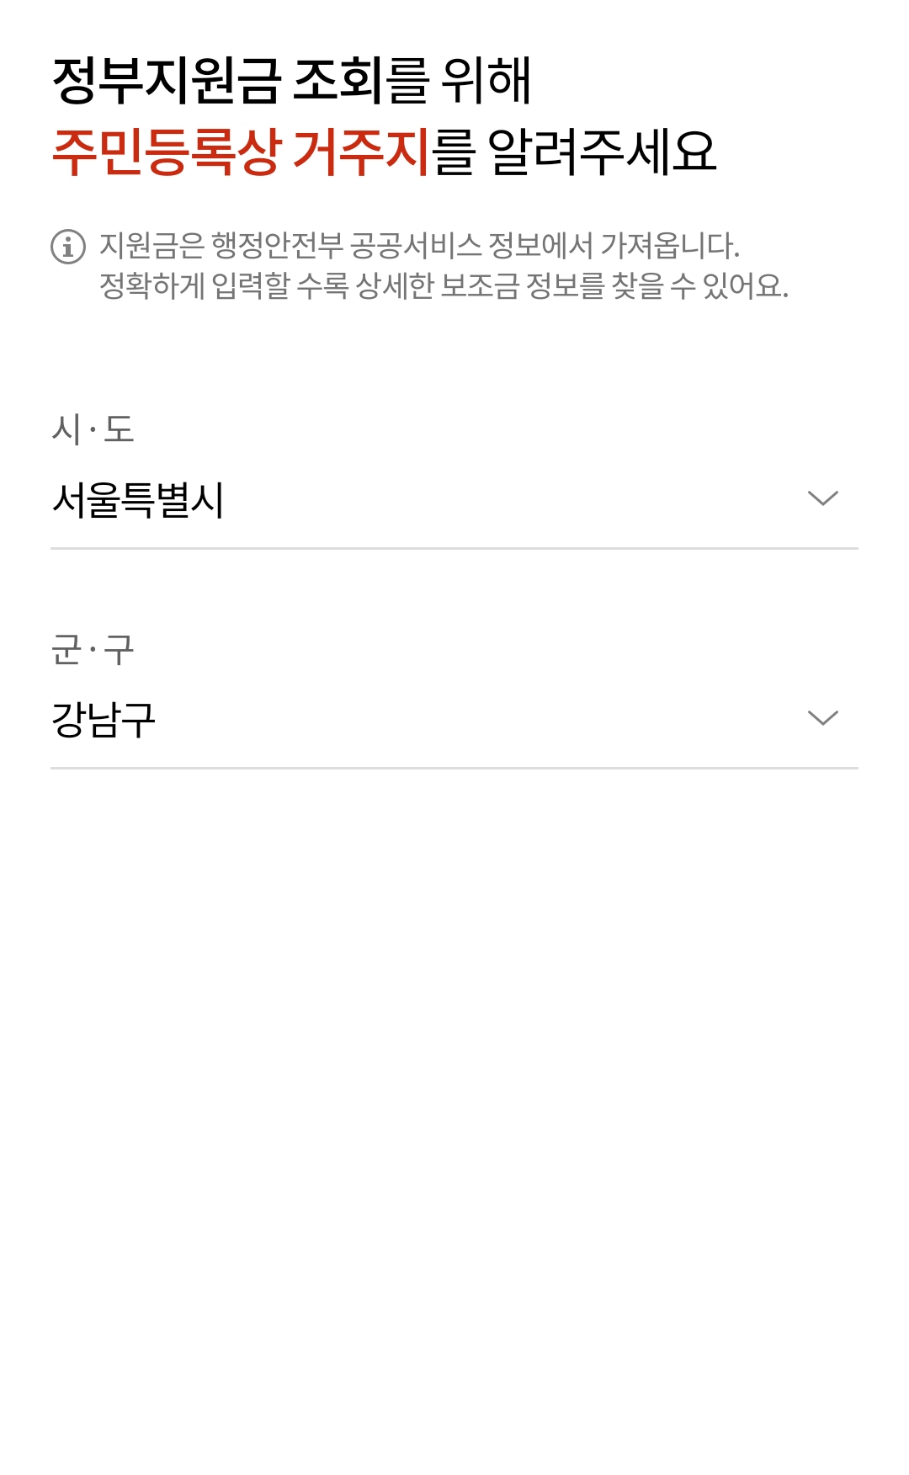 정부지원금 조회를 위해
주민등록상 거주지를 알려주세요
지원금은 행정안전부 공공서비스 정보에서 가져옵니다.
정확하게 입력할 수록 상세한 보조금 정보를 찾을 수 있어요.
시 · 도
서울특별시
군 · 구
강남구